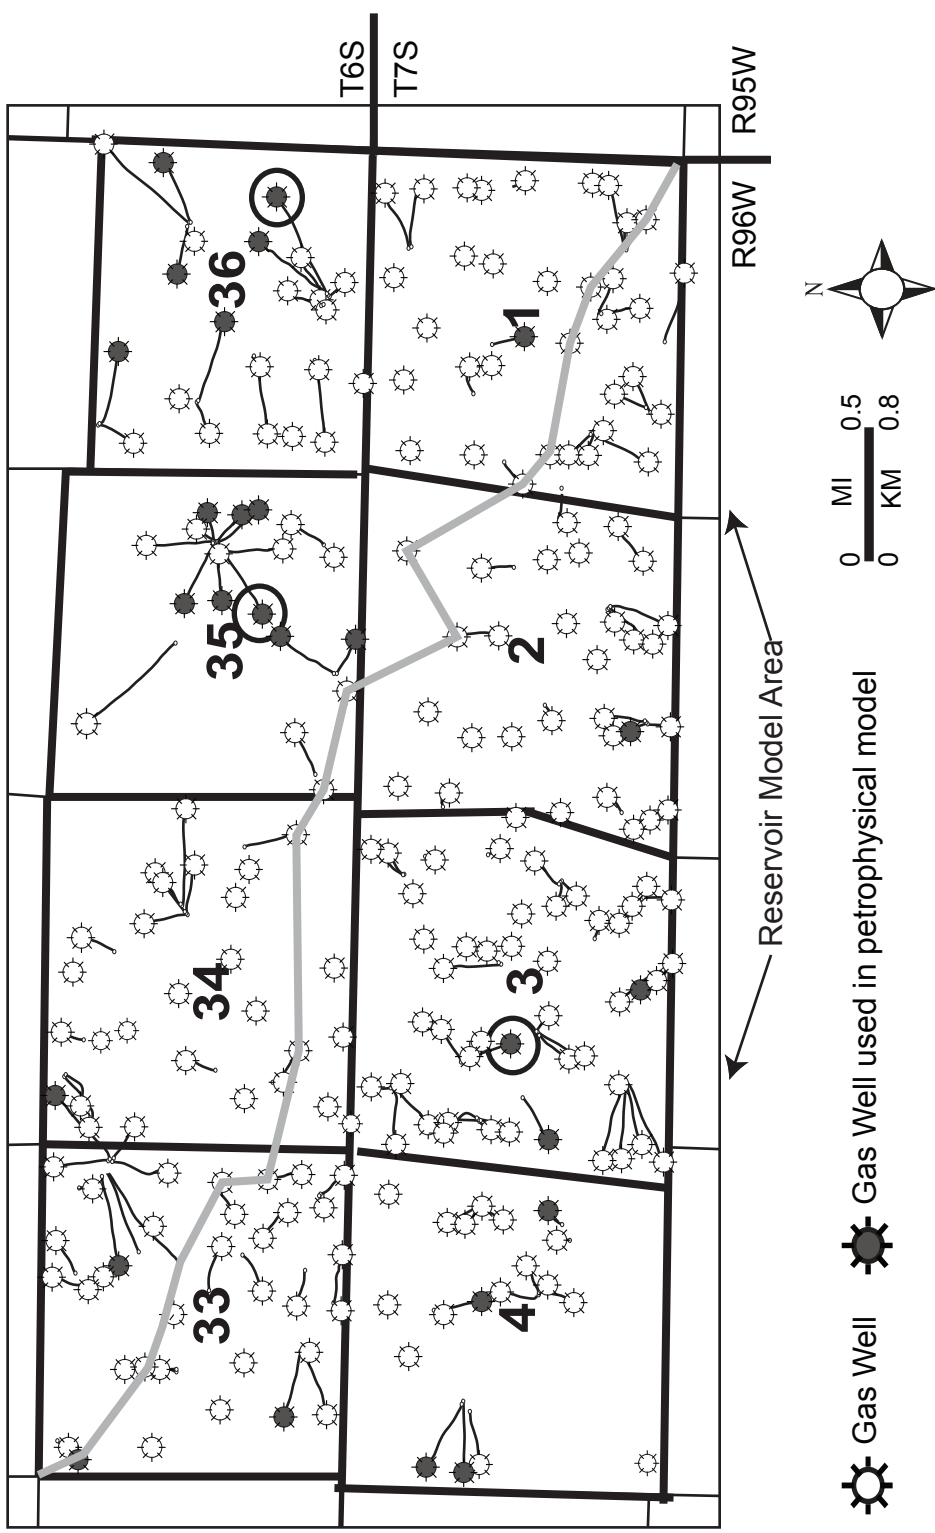 T6S
T7S
R95W
R96W
36
35
34
33
1
2
3
4
N
Reservoir Model Area
0 MI 0.5
0 KM 0.8
Gas Well
Gas Well used in petrophysical model